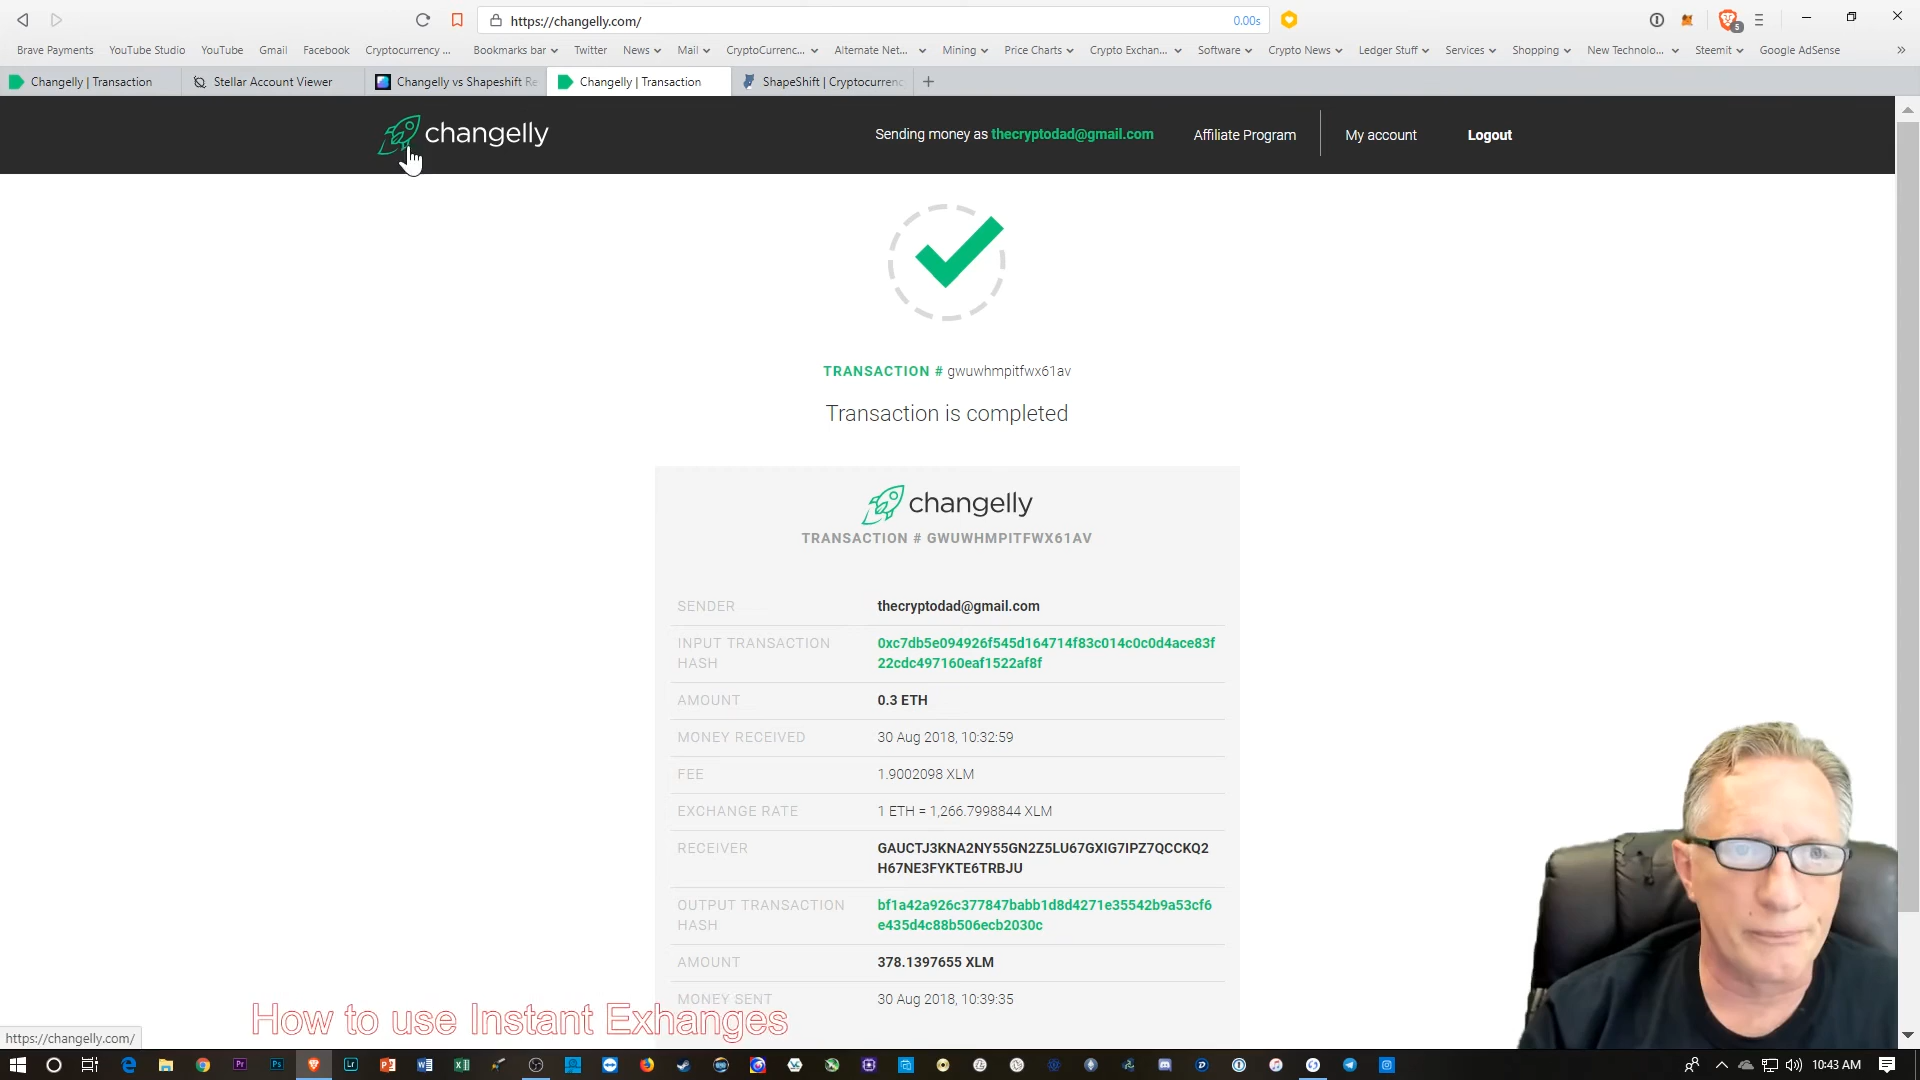 https://changelly.com/
0.00s
5
Brave Payments YouTube Studio YouTube Gmail Facebook Cryptocurrency ... Bookmarks bar Twitter News Mail CryptoCurrenc... Alternate Net... Mining Price Charts Crypto Exchan... Software Crypto News Ledger Stuff Services Shopping New Technolo... Steemit Google AdSense
Changelly | Transaction Stellar Account Viewer Changelly vs Shapeshift Re Changelly | Transaction ShapeShift | Cryptocurrenc
changelly
Sending money as thecryptodad@gmail.com Affiliate Program My account Logout
TRANSACTION # gwuwhmpitfwx61av
Transaction is completed
changelly
TRANSACTION # GWUWHMPITFWX61AV
SENDER thecryptodad@gmail.com
INPUT TRANSACTION HASH 0xc7db5e094926f545d164714f83c014c0c0d4ace83f
22cdc497160eaf1522af8f
AMOUNT 0.3 ETH
MONEY RECEIVED 30 Aug 2018, 10:32:59
FEE 1.9002098 XLM
EXCHANGE RATE 1 ETH = 1,266.7998844 XLM
RECEIVER GAUCTJ3KNA2NY55GN2Z5LU67GXIG7IPZ7QCCKQ2
H67NE3FYKTE6TRBJU
OUTPUT TRANSACTION HASH bf1a42a926c377847babb1d8d4271e35542b9a53cf6
e435d4c88b506ecb2030c
AMOUNT 378.1397655 XLM
MONEY SENT 30 Aug 2018, 10:39:35
How to use Instant Exhanges
https://changelly.com/
10:43 AM